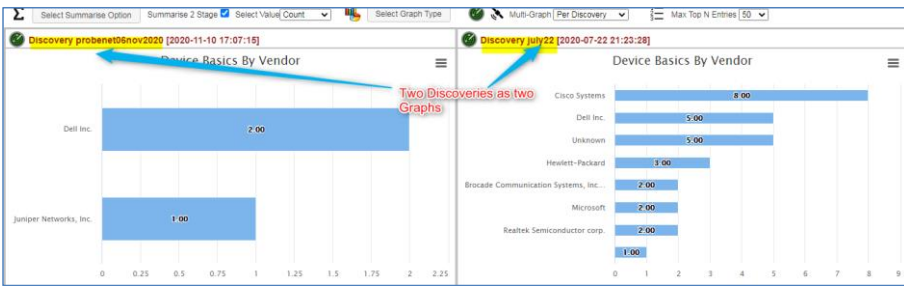 Σ Select Summarise Option Summarise 2 Stage Select Value Count Select Graph Type Multi-Graph Per Discovery Max Top N Entries 50
Discovery probenet06nov2020 [2020-11-10 17:07:15]
Device Basics By Vendor
Dell Inc.
2.00
Juniper Networks, Inc.
1.00
0 0.25 0.5 0.75 1 1.25 1.5 1.75 2 2.25
Two Discoveries as two
Graphs
Discovery july22 [2020-07-22 21:23:28]
Device Basics By Vendor
Cisco Systems 8.00
Dell Inc. 5.00
Unknown 5.00
Hewlett-Packard 3.00
Brocade Communication Systems, Inc... 2.00
Microsoft 2.00
Realtek Semiconductor corp. 2.00
1.00
0 1 2 3 4 5 6 7 8 9